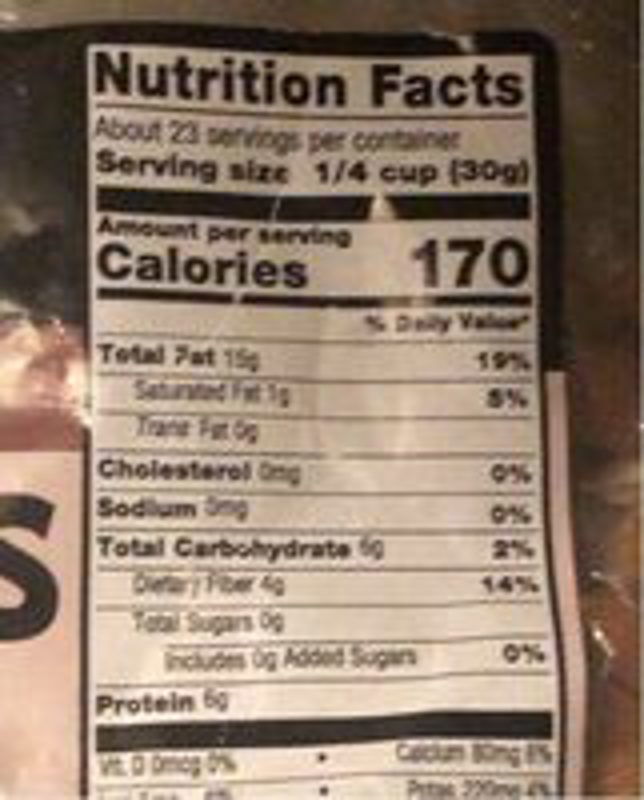 Nutrition Facts
About 23 servings per container
Serving size 1/4 cup (30g)
Amount per serving
Calories 170
% Daily Value*
Total Fat 15g 19%
Saturated Fat 1g 5%
Trans Fat 0g
Cholesterol 0mg 0%
Sodium 0mg 0%
Total Carbohydrate 6g 2%
Dietary Fiber 4g 14%
Total Sugars 0g
Includes 0g Added Sugars 0%
Protein 6g
Vit. D 0mcg 0% • Calcium 80mg 6%
• Potas. 220mg 4%
S